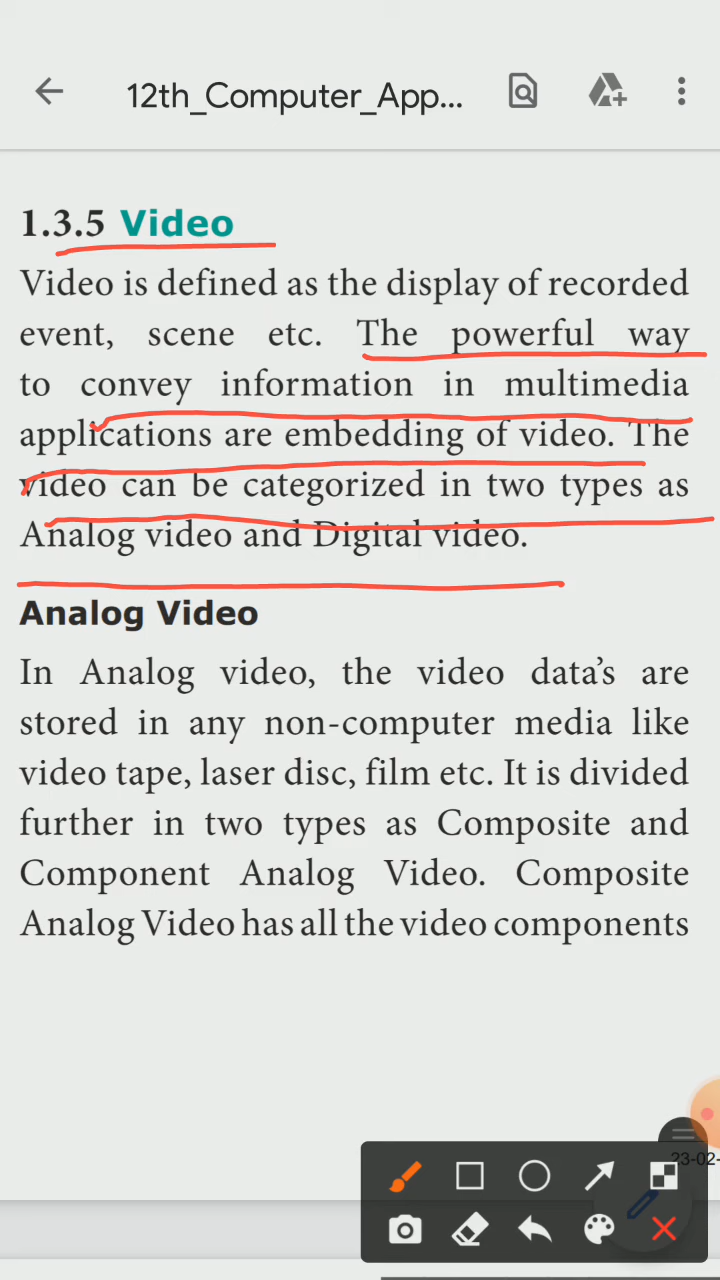 12th_Computer_App...
1.3.5 Video
Video is defined as the display of recorded
event, scene etc. The powerful way
to convey information in multimedia
applications are embedding of video. The
video can be categorized in two types as
Analog video and Digital video.
Analog Video
In Analog video, the video data's are
stored in any non-computer media like
video tape, laser disc, film etc. It is divided
further in two types as Composite and
Component Analog Video. Composite
Analog Video has all the video components
23-02-